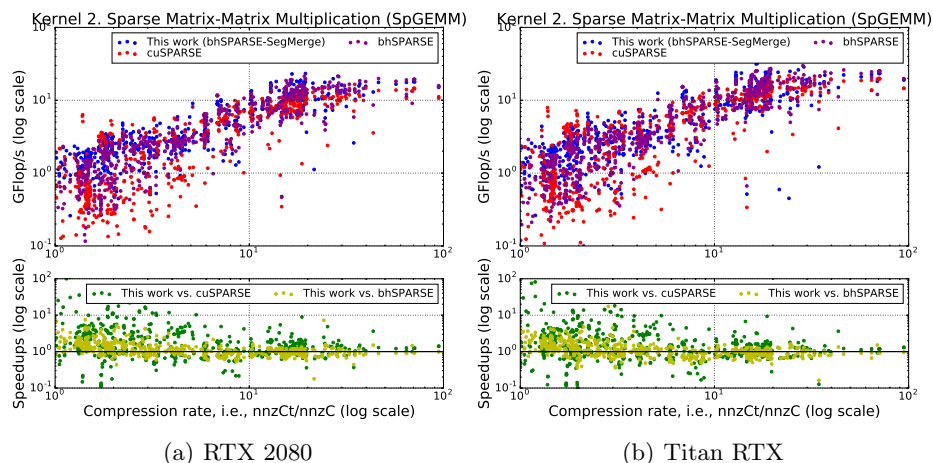 Kernel 2. Sparse Matrix-Matrix Multiplication (SpGEMM)
10^2
This work (bhSPARSE-SegMerge)
bhSPARSE
cuSPARSE
GFlop/s (log scale)
10^1
10^0
10^-1
10^0
10^1
10^2
10^2
This work vs. cuSPARSE
This work vs. bhSPARSE
Speedups (log scale)
10^1
10^0
10^-1
10^0
10^1
10^2
Compression rate, i.e., nnzCt/nnzC (log scale)
(a) RTX 2080
Kernel 2. Sparse Matrix-Matrix Multiplication (SpGEMM)
10^2
This work (bhSPARSE-SegMerge)
bhSPARSE
cuSPARSE
GFlop/s (log scale)
10^1
10^0
10^-1
10^0
10^1
10^2
10^2
This work vs. cuSPARSE
This work vs. bhSPARSE
Speedups (log scale)
10^1
10^0
10^-1
10^0
10^1
10^2
Compression rate, i.e., nnzCt/nnzC (log scale)
(b) Titan RTX